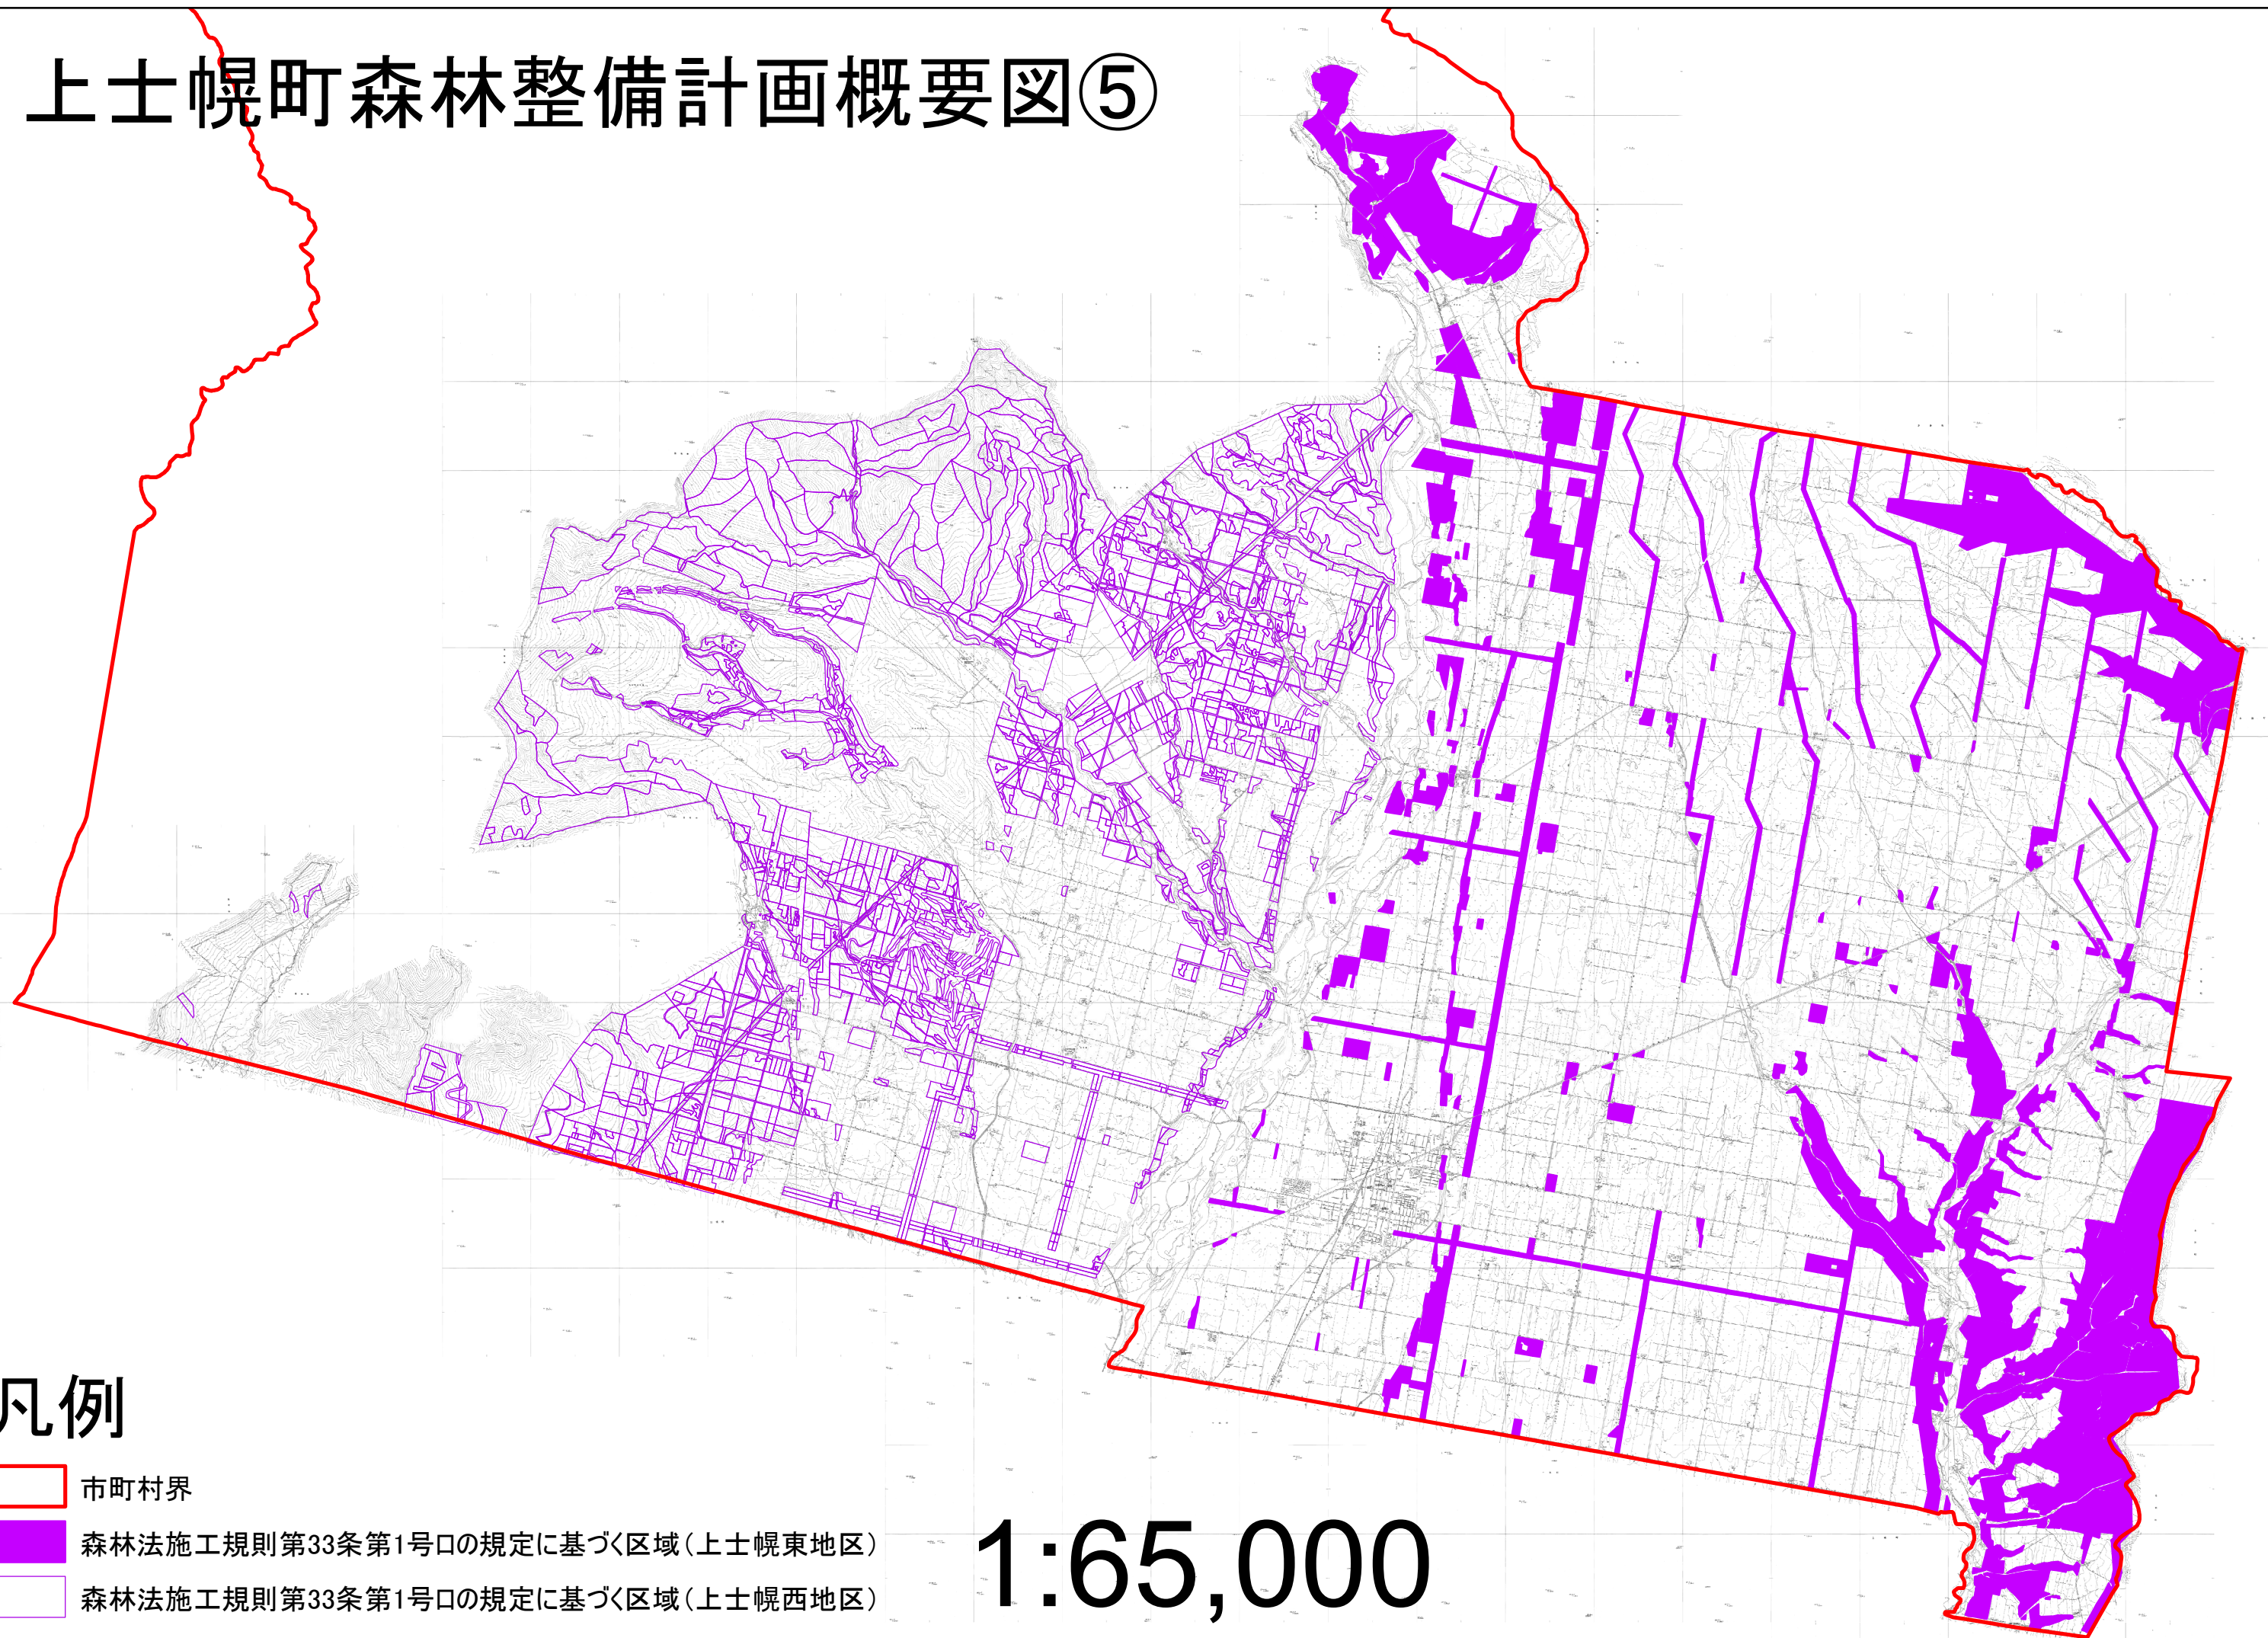 上士幌町森林整備計画概要図⑤
凡例
市町村界
森林法施工規則第33条第1号ロの規定に基づく区域(上士幌東地区)
森林法施工規則第33条第1号ロの規定に基づく区域(上士幌西地区)
1:65,000